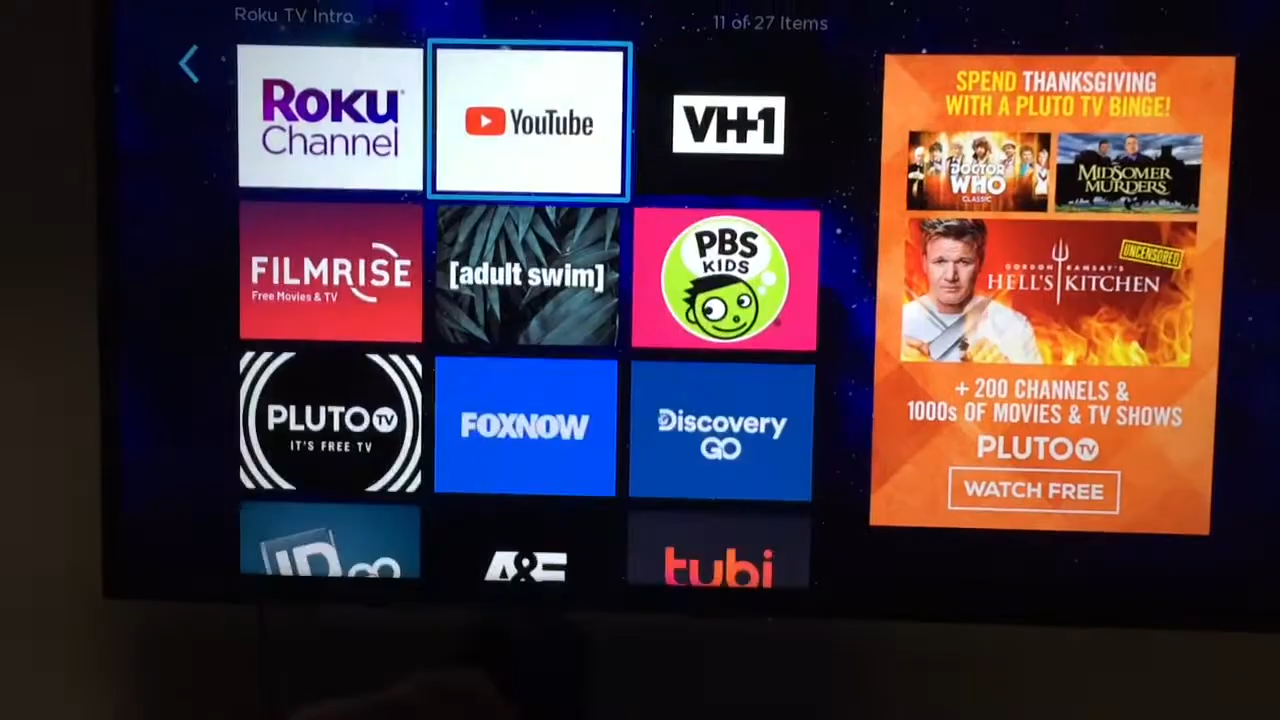 Roku TV Intro
11 of 27 Items
ROKU
Channel
YouTube
VH1
FILMRISE
Free Movies & TV
[adult swim]
PBS
KIDS
PLUTO TV
IT'S FREE TV
FOXNOW
Discovery
GO
ID GO
A&E
tubi
SPEND THANKSGIVING
WITH A PLUTO TV BINGE!
DOCTOR
WHO
CLASSIC
MIDSOMER
MURDERS
UNCENSORED
GORDON RAMSAY'S
HELL'S KITCHEN
+ 200 CHANNELS &
1000s OF MOVIES & TV SHOWS
PLUTO TV
WATCH FREE